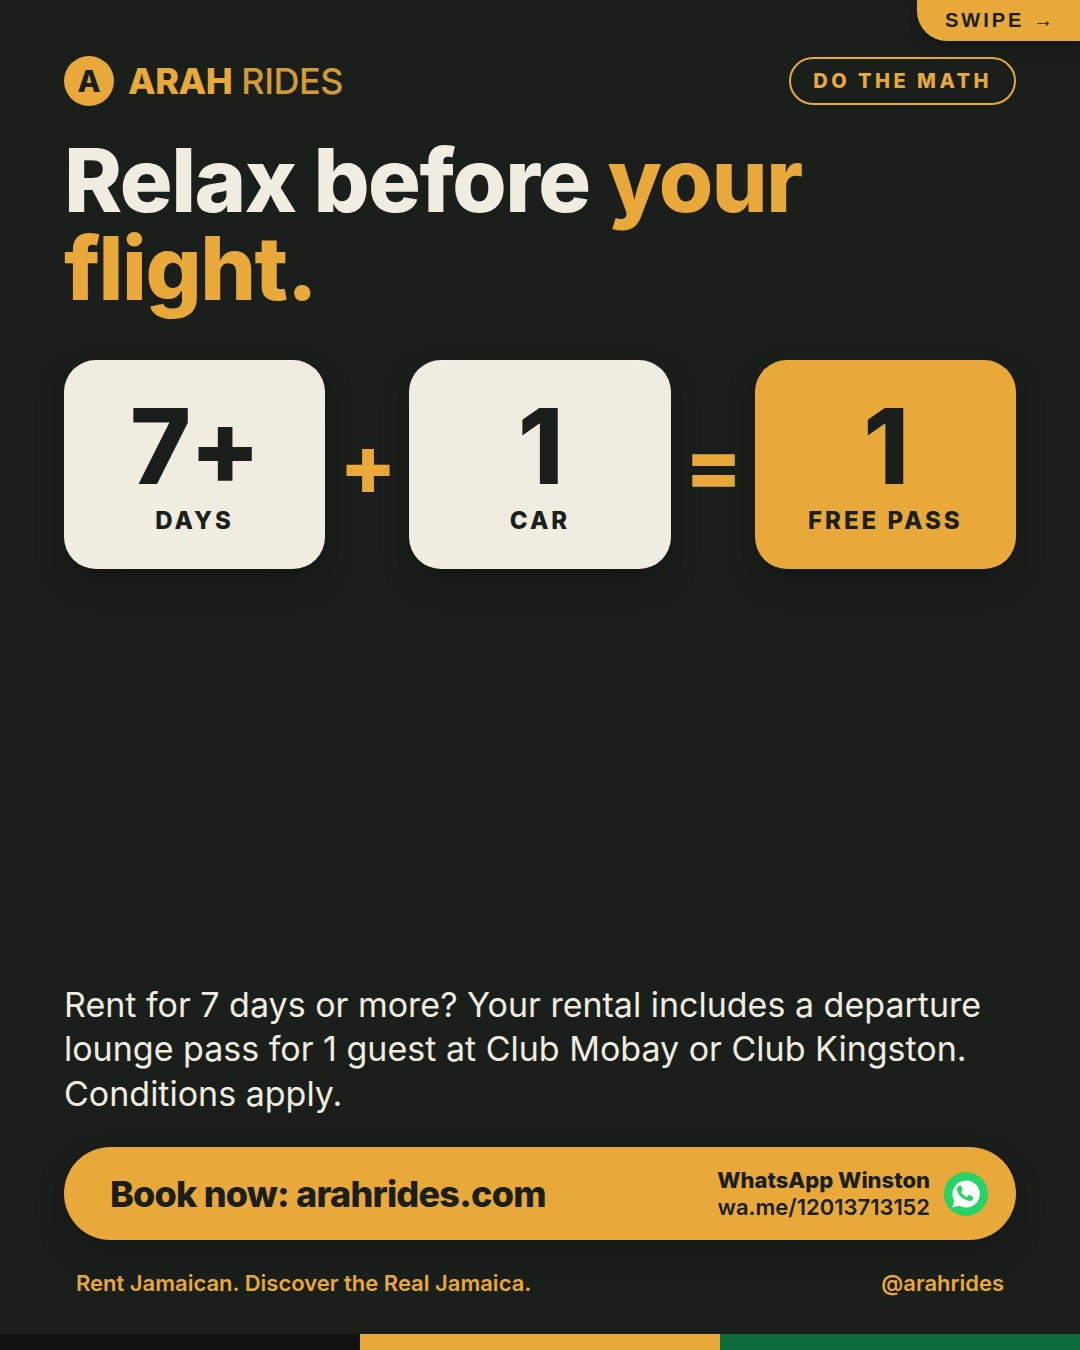 SWIPE →
A ARAH RIDES
DO THE MATH
Relax before your
flight.
7+
DAYS
+
1
CAR
=
1
FREE PASS
Rent for 7 days or more? Your rental includes a departure
lounge pass for 1 guest at Club Mobay or Club Kingston.
Conditions apply.
Book now: arahrides.com
WhatsApp Winston
wa.me/12013713152
Rent Jamaican. Discover the Real Jamaica.
@arahrides